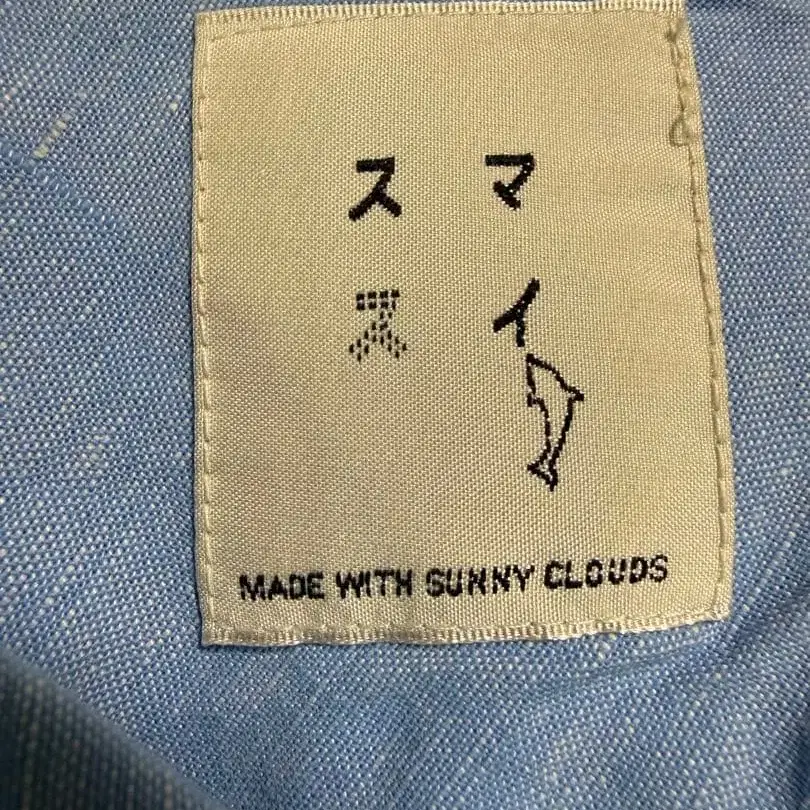 ス マ
ス イ
MADE WITH SUNNY CLOUDS